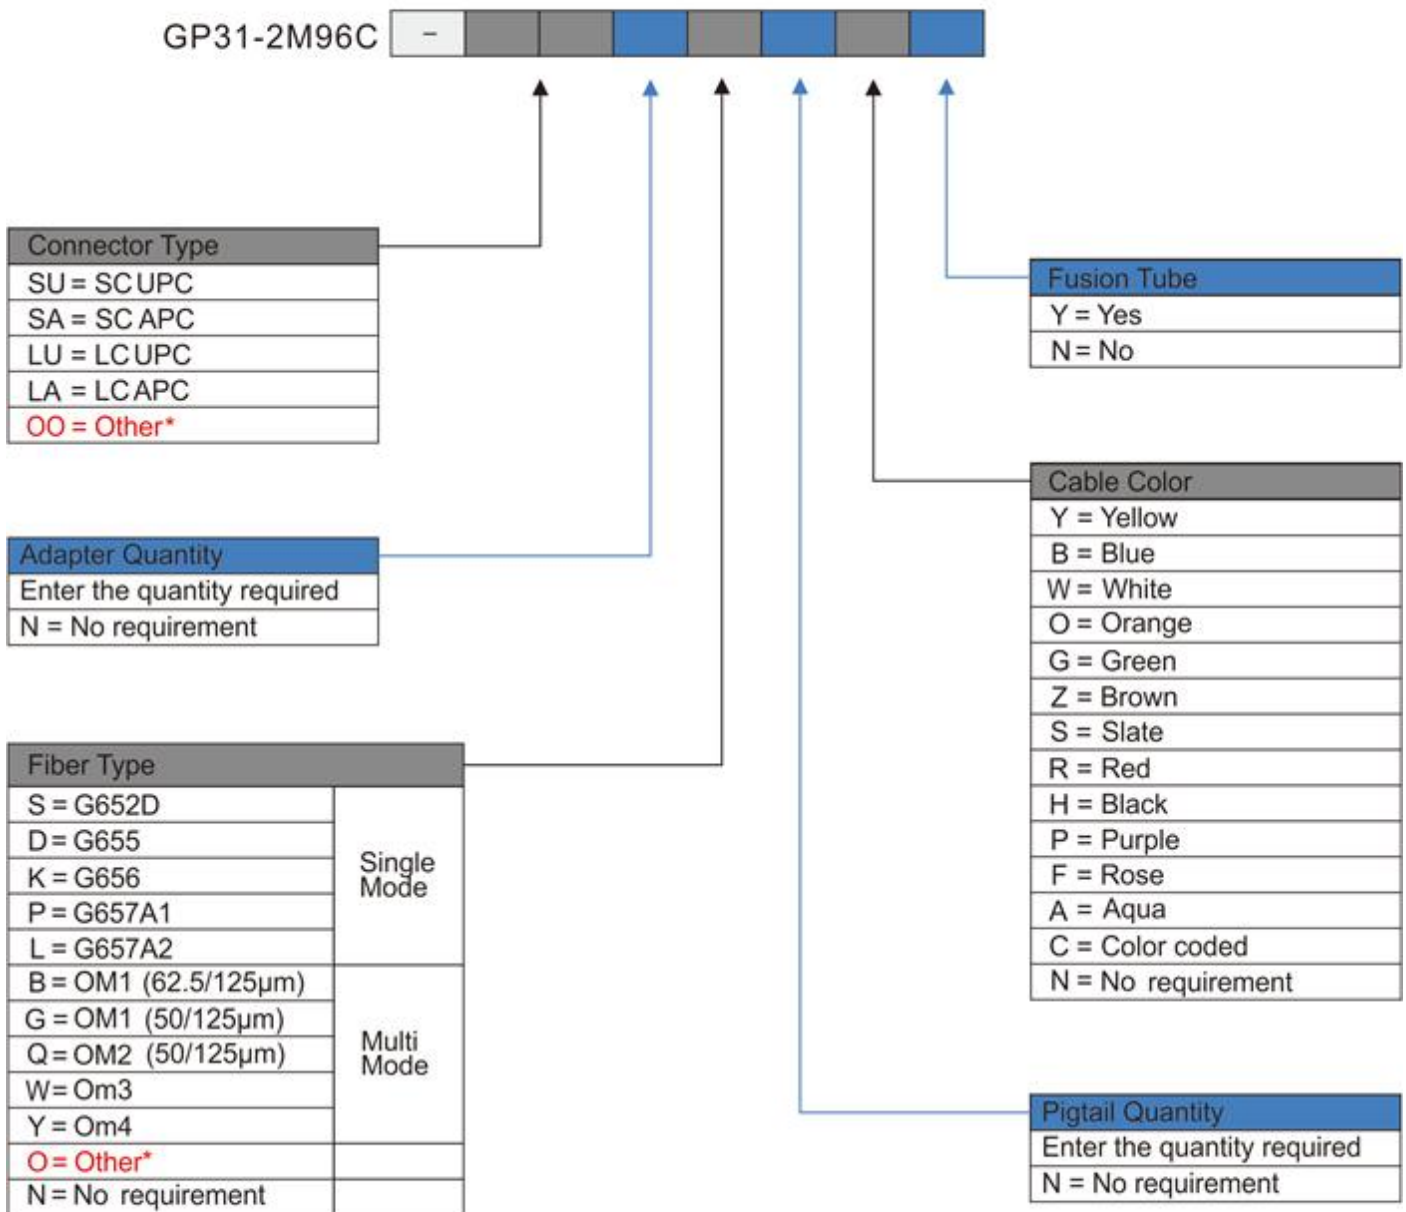 GP31-2M96C -
Connector Type
SU = SC UPC
SA = SC APC
LU = LC UPC
LA = LC APC
OO = Other*
Adapter Quantity
Enter the quantity required
N = No requirement
Fiber Type
S = G652D
D = G655
K = G656
P = G657A1
L = G657A2
Single
Mode
B = OM1 (62.5/125µm)
G = OM1 (50/125µm)
Q = OM2 (50/125µm)
W = Om3
Y = Om4
Multi
Mode
O = Other*
N = No requirement
Fusion Tube
Y = Yes
N = No
Cable Color
Y = Yellow
B = Blue
W = White
O = Orange
G = Green
Z = Brown
S = Slate
R = Red
H = Black
P = Purple
F = Rose
A = Aqua
C = Color coded
N = No requirement
Pigtail Quantity
Enter the quantity required
N = No requirement